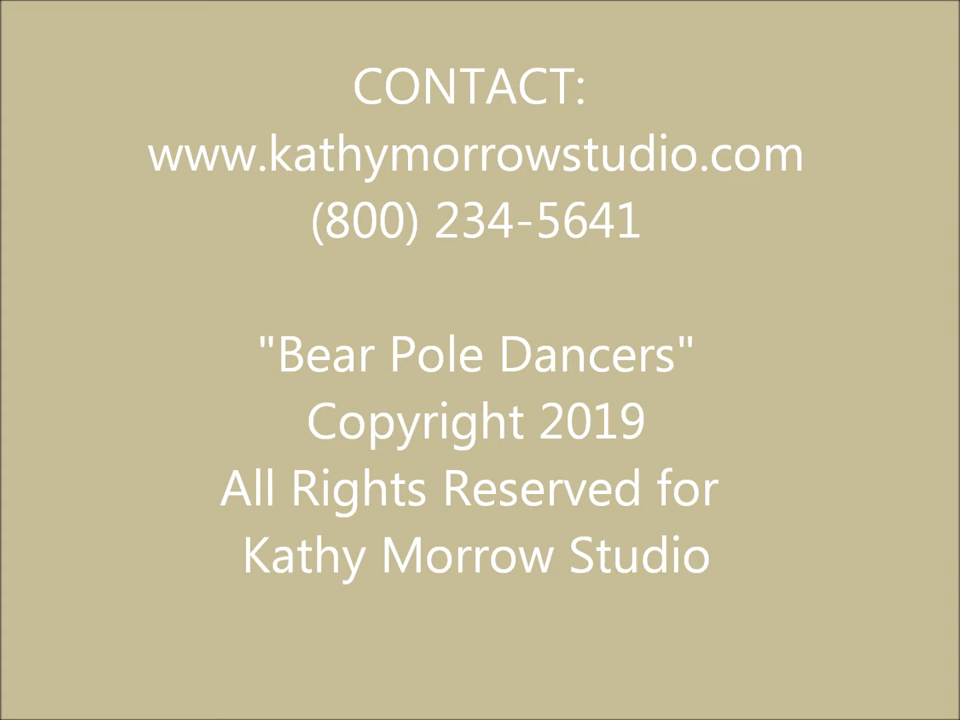 CONTACT:
www.kathymorrowstudio.com
(800) 234-5641
"Bear Pole Dancers"
Copyright 2019
All Rights Reserved for
Kathy Morrow Studio